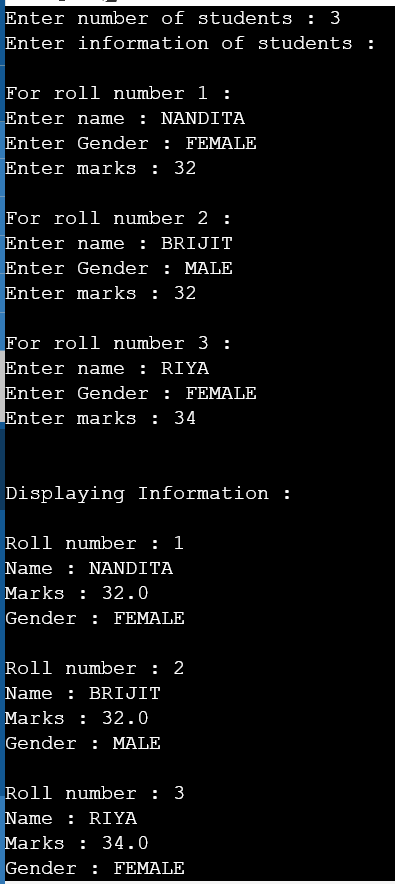 Enter number of students : 3
Enter information of students :
For roll number 1 :
Enter name : NANDITA
Enter Gender : FEMALE
Enter marks : 32
For roll number 2 :
Enter name : BRIJIT
Enter Gender : MALE
Enter marks : 32
For roll number 3 :
Enter name : RIYA
Enter Gender : FEMALE
Enter marks : 34
Displaying Information :
Roll number : 1
Name : NANDITA
Marks : 32.0
Gender : FEMALE
Roll number : 2
Name : BRIJIT
Marks : 32.0
Gender : MALE
Roll number : 3
Name : RIYA
Marks : 34.0
Gender : FEMALE